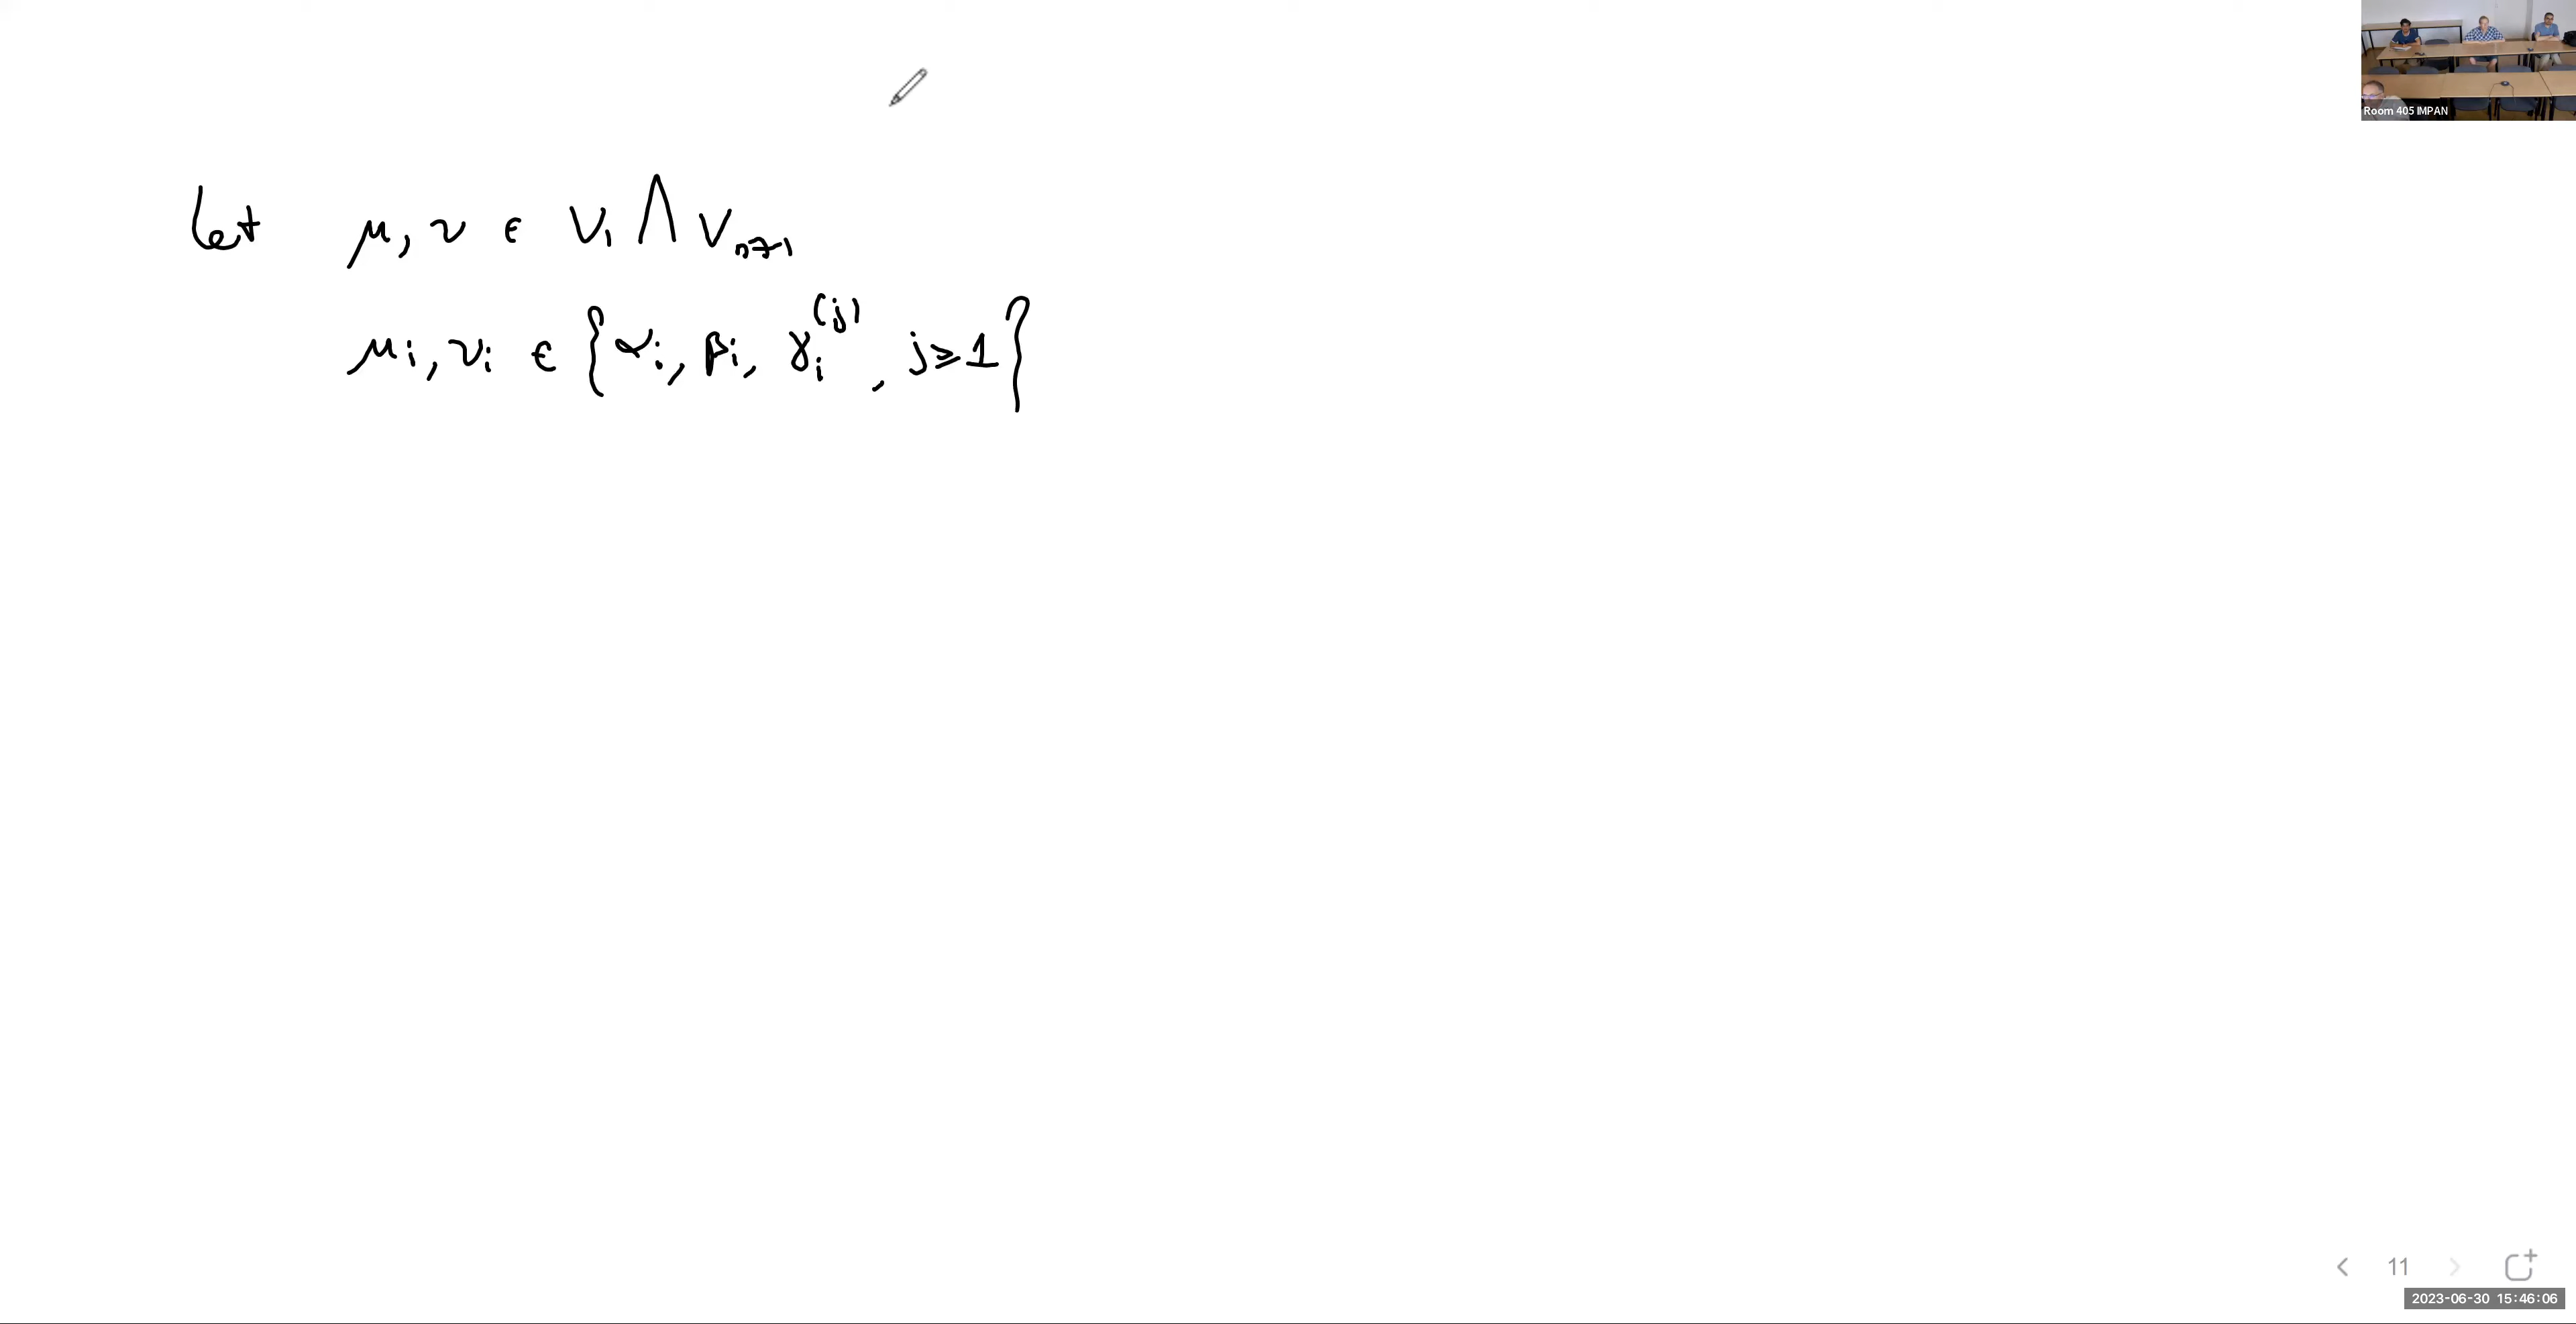 Room 405 IMPAN
Let μ, ν ∈ V₁ ⋀ Vₙ₊₁
μᵢ, νᵢ ∈ {αᵢ, βᵢ, γᵢ⁽ʲ⁾, j ≥ 1}
11
2023-06-30 15:46:06